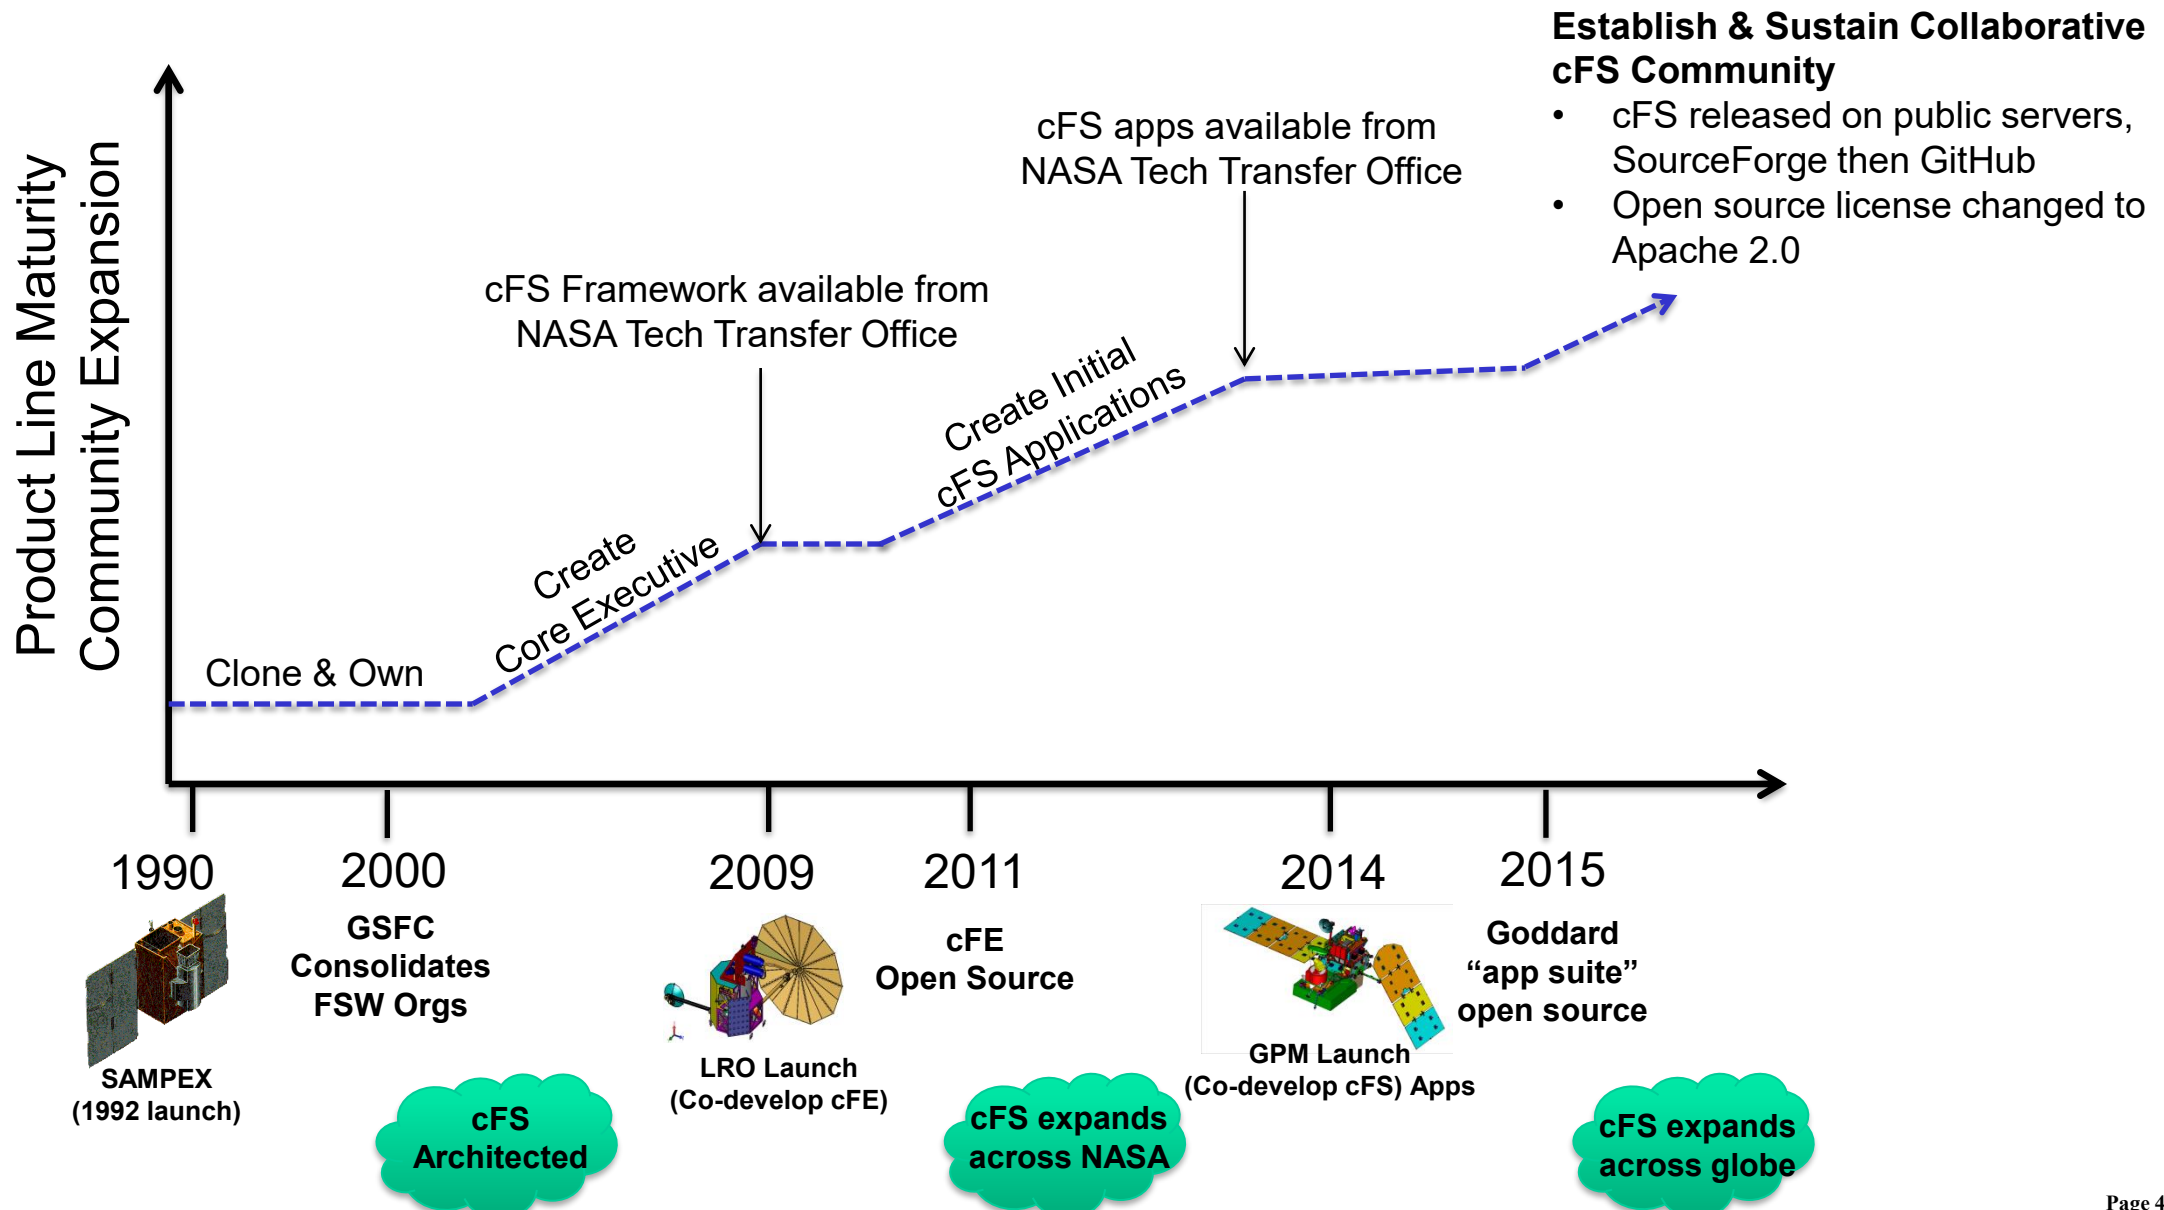 Establish & Sustain Collaborative
cFS Community
• cFS released on public servers,
SourceForge then GitHub
• Open source license changed to
Apache 2.0
cFS apps available from
NASA Tech Transfer Office
cFS Framework available from
NASA Tech Transfer Office
Product Line Maturity
Community Expansion
Create Initial
cFS Applications
Create
Core Executive
Clone & Own
1990
2000
2009
2011
2014
2015
SAMPEX
(1992 launch)
GSFC
Consolidates
FSW Orgs
LRO Launch
(Co-develop cFE)
cFE
Open Source
GPM Launch
(Co-develop cFS) Apps
Goddard
“app suite”
open source
cFS
Architected
cFS expands
across NASA
cFS expands
across globe
Page 4